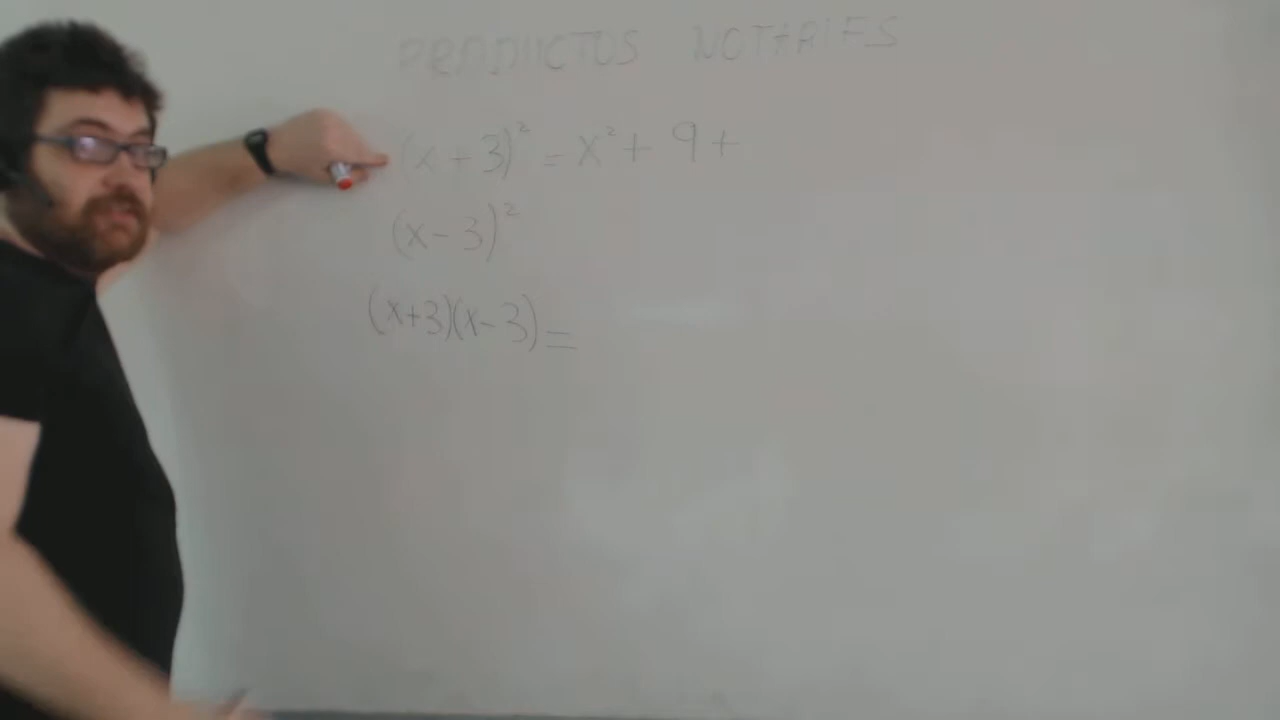 PRODUCTOS NOTABLES
(x + 3)² = x² + 9 +
(x - 3)²
(x+3)(x-3) =